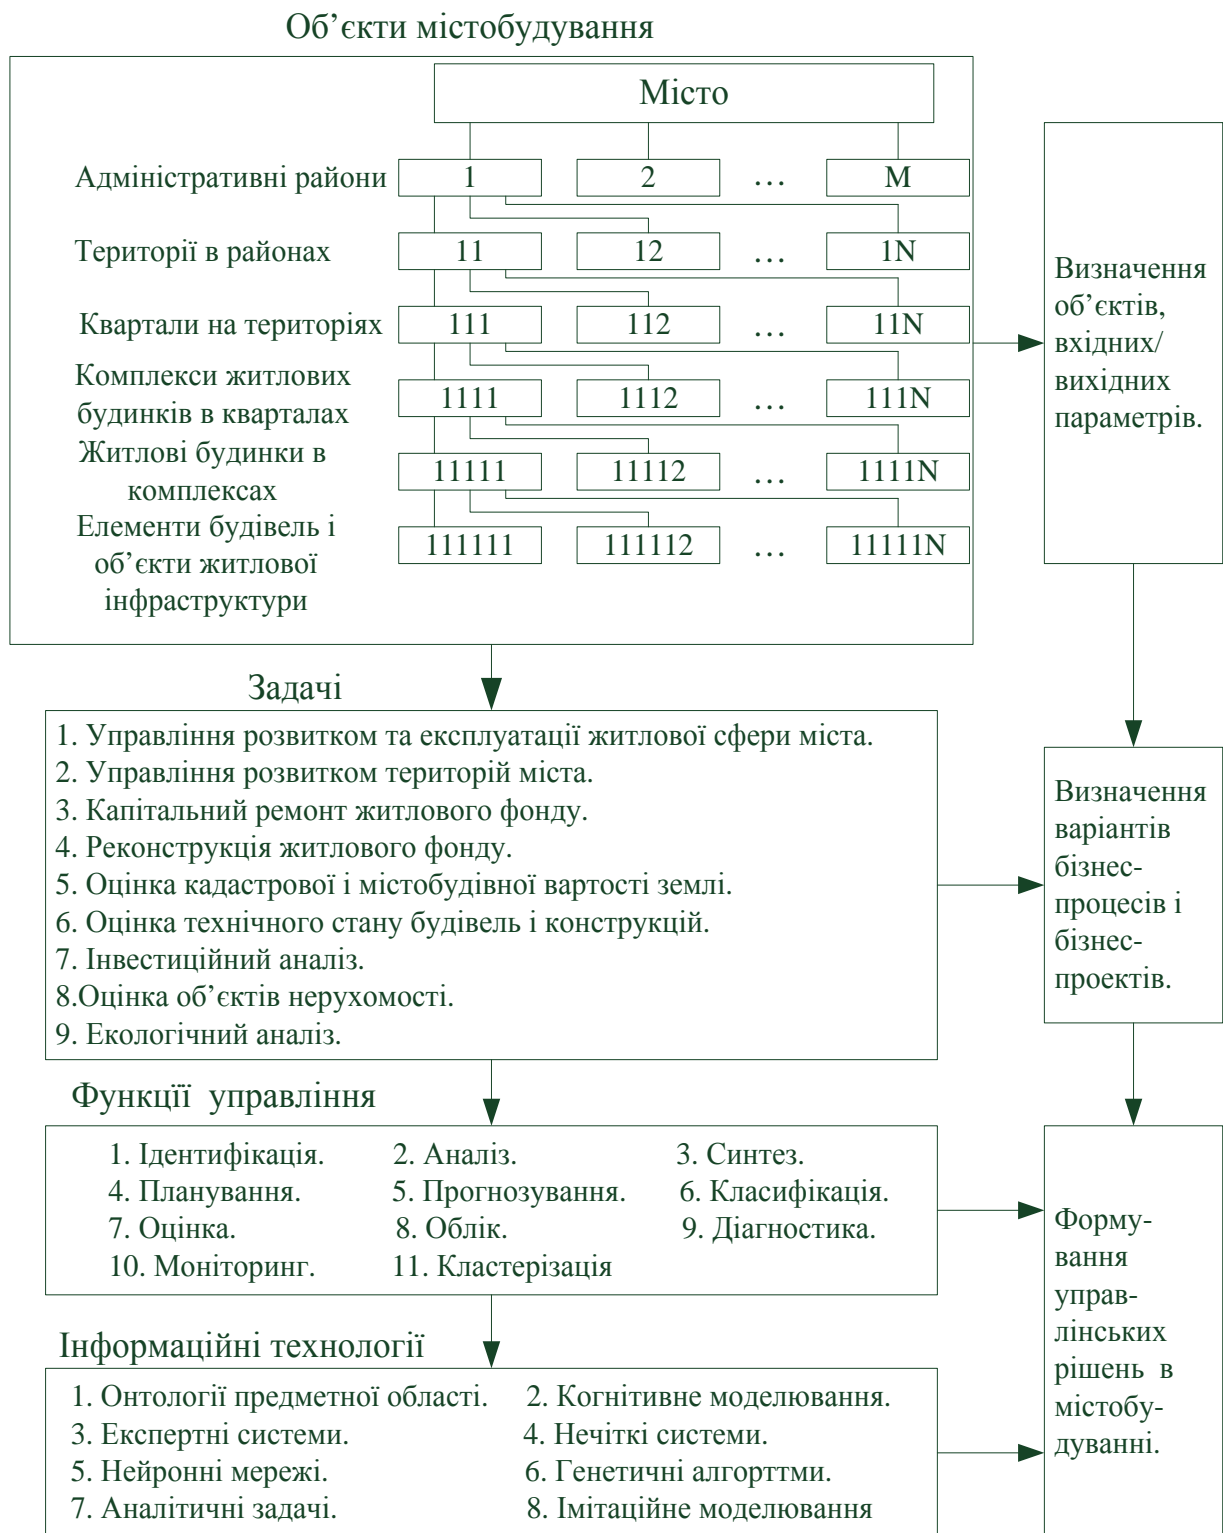 Об’єкти містобудування
Місто
Адміністративні райони 1 2 … M
Території в районах 11 12 … 1N
Квартали на територіях 111 112 … 11N
Комплекси житлових
будинків в кварталах 1111 1112 … 111N
Житлові будинки в
комплексах 11111 11112 … 1111N
Елементи будівель і
об’єкти житлової
інфраструктури 111111 111112 … 11111N
Визначення
об’єктів,
вхідних/
вихідних
параметрів.
Задачі
1. Управління розвитком та експлуатації житлової сфери міста.
2. Управління розвитком територій міста.
3. Капітальний ремонт житлового фонду.
4. Реконструкція житлового фонду.
5. Оцінка кадастрової і містобудівної вартості землі.
6. Оцінка технічного стану будівель і конструкцій.
7. Інвестиційний аналіз.
8.Оцінка об’єктів нерухомості.
9. Екологічний аналіз.
Визначення
варіантів
бізнес-
процесів і
бізнес-
проектів.
Функцїї управління
1. Ідентифікація. 2. Аналіз. 3. Синтез.
4. Планування. 5. Прогнозування. 6. Класифікація.
7. Оцінка. 8. Облік. 9. Діагностика.
10. Моніторинг. 11. Кластерізація
Інформаційні технології
1. Онтології предметної області. 2. Когнітивне моделювання.
3. Експертні системи. 4. Нечіткі системи.
5. Нейронні мережі. 6. Генетичні алгорттми.
7. Аналітичні задачі. 8. Імітаційне моделювання
Форму-
вання
управ-
лінських
рішень в
містобу-
дуванні.